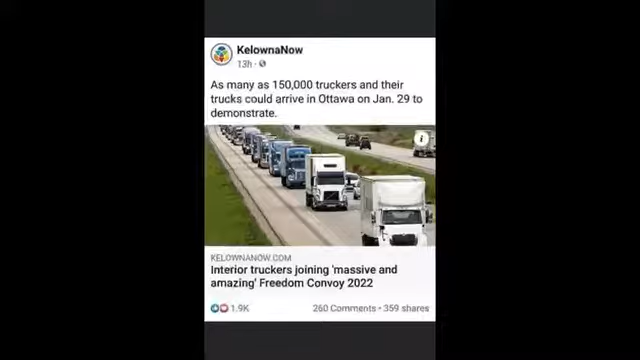 KelownaNow
13h ·
As many as 150,000 truckers and their
trucks could arrive in Ottawa on Jan. 29 to
demonstrate.
i
KELOWNANOW.COM
Interior truckers joining 'massive and
amazing' Freedom Convoy 2022
1.9K 260 Comments • 359 shares